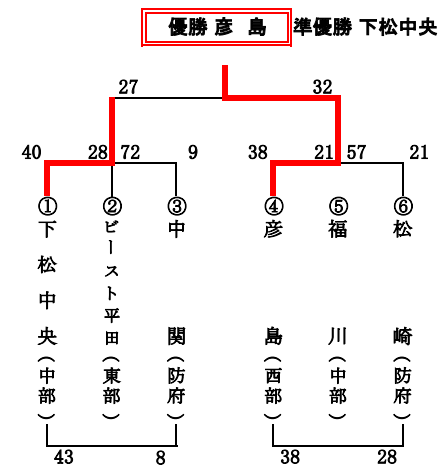 優勝 彦 島 準優勝 下松中央
27 32
40 28 72 9 38 21 57 21
① ② ③ ④ ⑤ ⑥
下松中央(中部)
ビースト平田(東部)
中関(防府)
彦島(西部)
福川(中部)
松崎(防府)
43 8 38 28